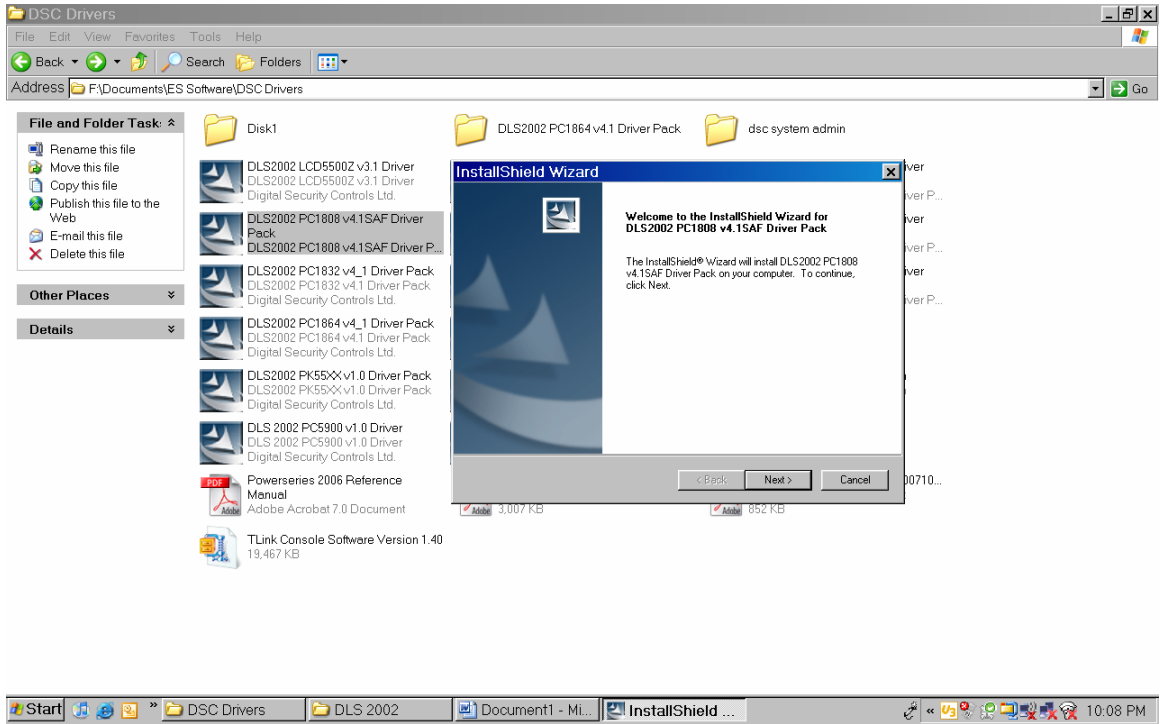 DSC Drivers
File Edit View Favorites Tools Help
Back Search Folders
Address F:\Documents\ES Software\DSC Drivers Go
File and Folder Task
Rename this file
Move this file
Copy this file
Publish this file to the
Web
E-mail this file
Delete this file
Other Places
Details
Disk1
DLS2002 PC1864 v4.1 Driver Pack
dsc system admin
DLS2002 LCD5500Z v3.1 Driver
DLS2002 LCD5500Z v3.1 Driver
Digital Security Controls Ltd.
DLS2002 PC1808 v4.1SAF Driver
Pack
DLS2002 PC1808 v4.1SAF Driver P...
DLS2002 PC1832 v4_1 Driver Pack
DLS2002 PC1832 v4.1 Driver Pack
Digital Security Controls Ltd.
DLS2002 PC1864 v4_1 Driver Pack
DLS2002 PC1864 v4.1 Driver Pack
Digital Security Controls Ltd.
DLS2002 PK55XX v1.0 Driver Pack
DLS2002 PK55XX v1.0 Driver Pack
Digital Security Controls Ltd.
DLS 2002 PC5900 v1.0 Driver
DLS 2002 PC5900 v1.0 Driver
Digital Security Controls Ltd.
PDF
Adobe
Powerseries 2006 Reference
Manual
Adobe Acrobat 7.0 Document
TLink Console Software Version 1.40
19,467 KB
Adobe 3,007 KB
Adobe 852 KB
iver
iver P...
iver
iver P...
iver
iver P...
00710...
InstallShield Wizard
Welcome to the InstallShield Wizard for
DLS2002 PC1808 v4.1SAF Driver Pack
The InstallShield® Wizard will install DLS2002 PC1808
v4.1SAF Driver Pack on your computer. To continue,
click Next.
< Back Next > Cancel
Start » DSC Drivers DLS 2002 Document1 - Mi... InstallShield ... « 10:08 PM